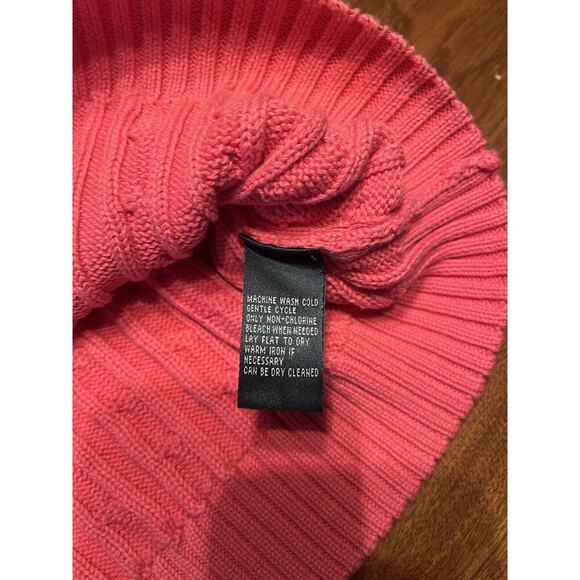 MACHINE WASH COLD
GENTLE CYCLE
ONLY NON-CHLORINE
BLEACH WHEN NEEDED
LAY FLAT TO DRY
WARM IRON IF
NECESSARY
CAN BE DRY CLEANED